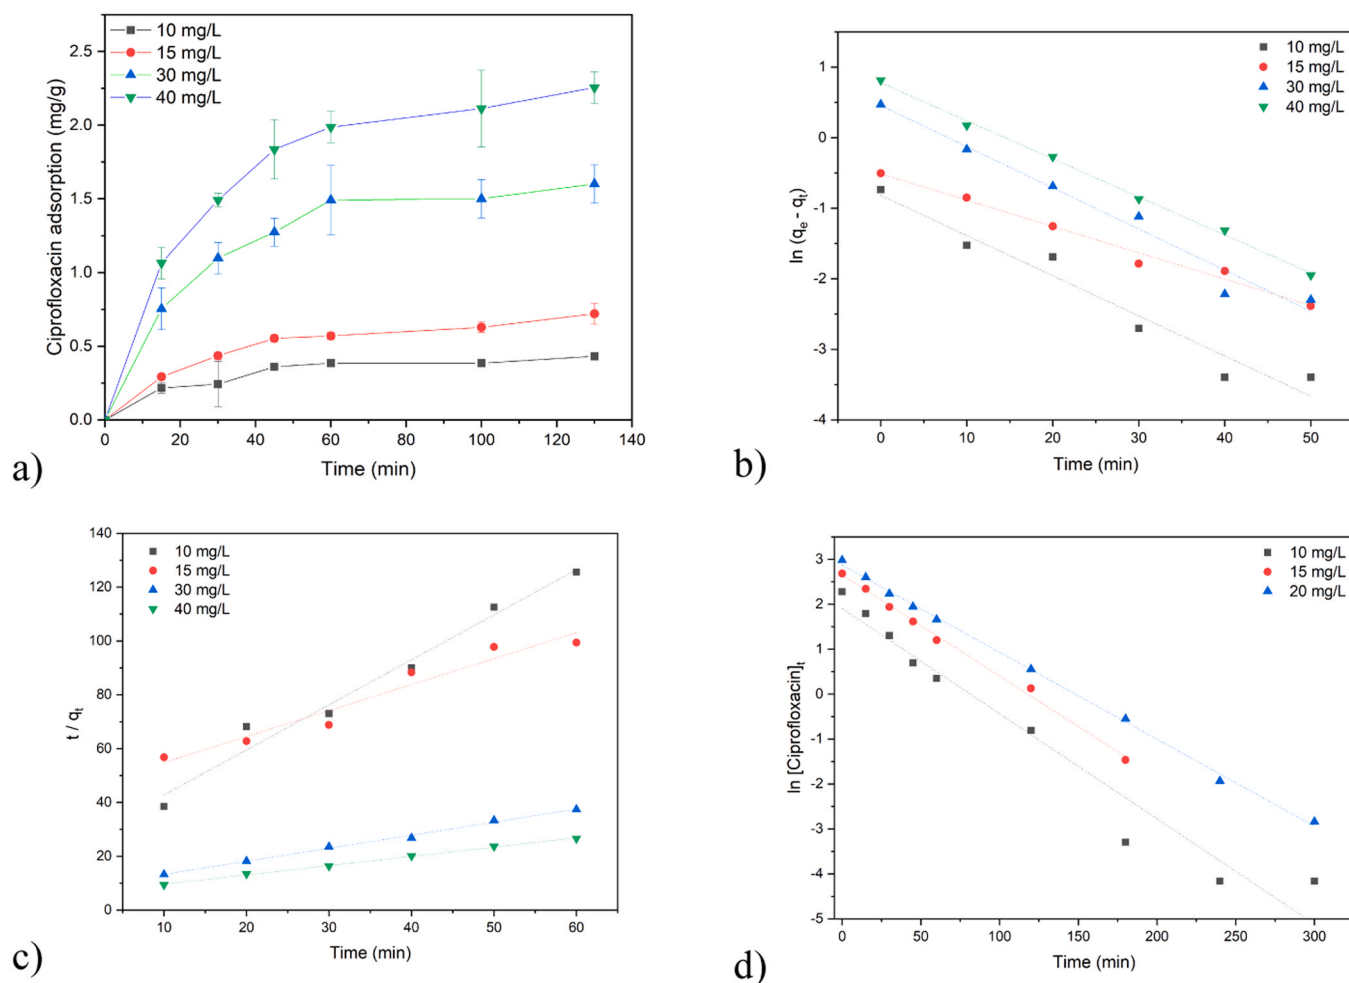 10 mg/L
15 mg/L
30 mg/L
40 mg/L
Ciprofloxacin adsorption (mg/g)
2.5
2.0
1.5
1.0
0.5
0.0
0 20 40 60 80 100 120 140
Time (min)
a)
10 mg/L
15 mg/L
30 mg/L
40 mg/L
ln (qe - qt)
1
0
-1
-2
-3
-4
0 10 20 30 40 50
Time (min)
b)
10 mg/L
15 mg/L
30 mg/L
40 mg/L
t / qt
140
120
100
80
60
40
20
0
10 20 30 40 50 60
Time (min)
c)
10 mg/L
15 mg/L
20 mg/L
ln [Ciprofloxacin]t
3
2
1
0
-1
-2
-3
-4
-5
0 50 100 150 200 250 300
Time (min)
d)